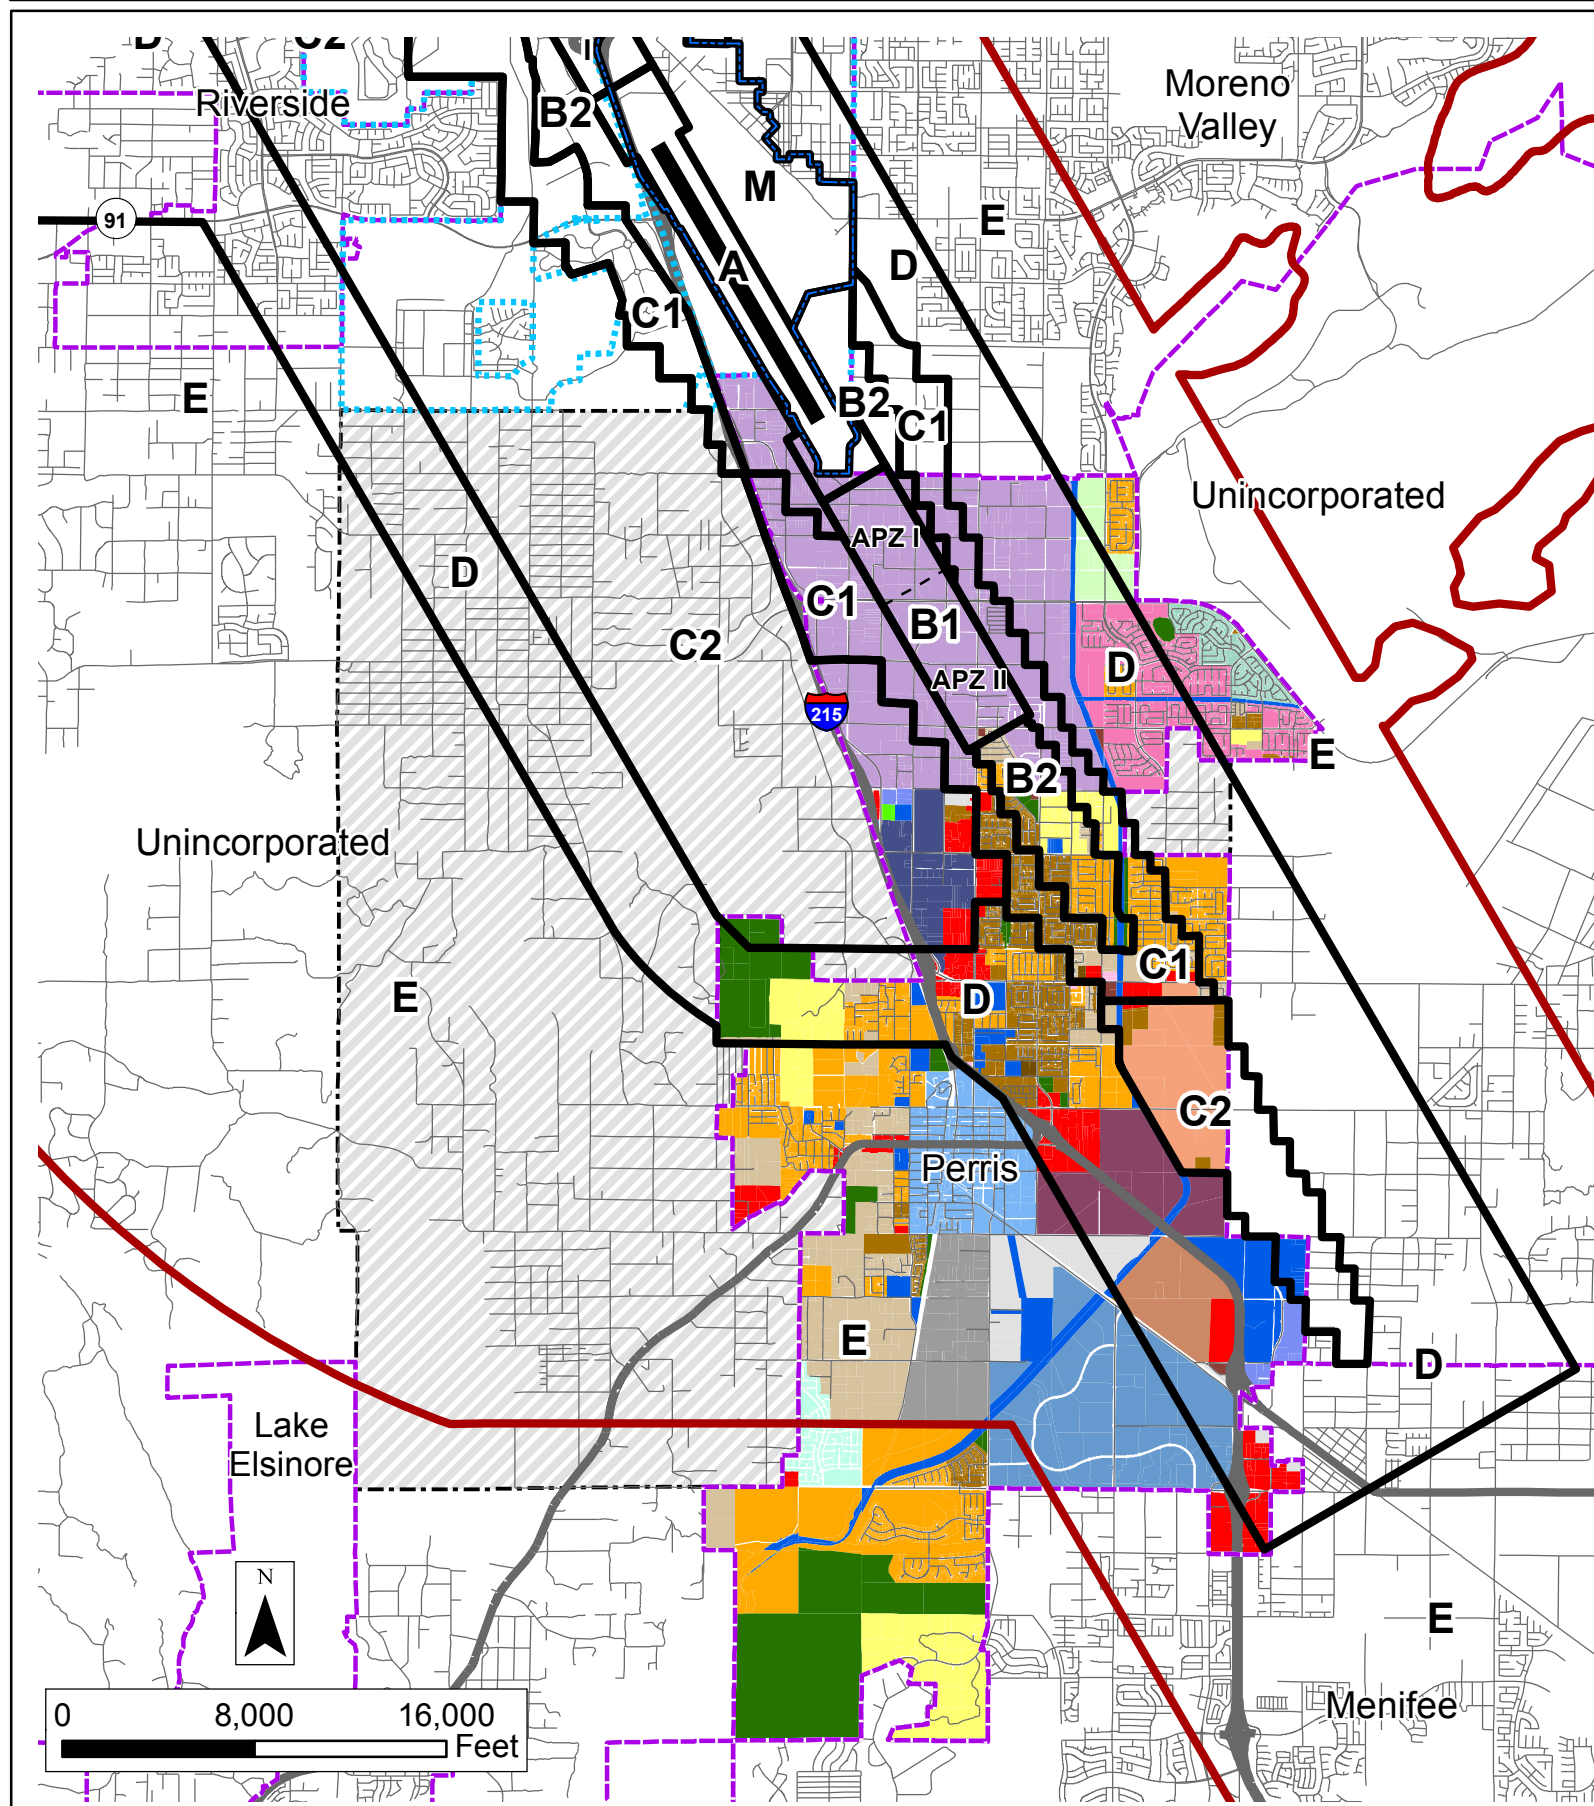 D
C2
I
Riverside
B2
Moreno
Valley
M
91
E
A
D
C1
E
B2
C1
Unincorporated
APZ I
D
C1
B1
C2
D
APZ II
215
E
B2
Unincorporated
C1
E
D
C2
Perris
E
D
Lake
Elsinore
N
E
Menifee
0
8,000
16,000
Feet